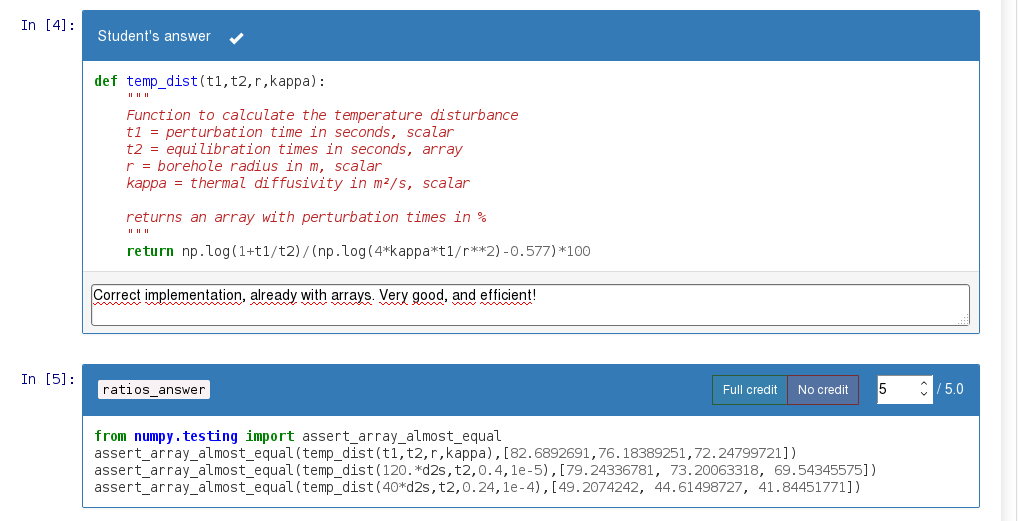 In [4]:
Student's answer
def temp_dist(t1,t2,r,kappa):
"""
Function to calculate the temperature disturbance
t1 = perturbation time in seconds, scalar
t2 = equilibration times in seconds, array
r = borehole radius in m, scalar
kappa = thermal diffusivity in m²/s, scalar
returns an array with perturbation times in %
"""
return np.log(1+t1/t2)/(np.log(4*kappa*t1/r**2)-0.577)*100
Correct implementation, already with arrays. Very good, and efficient!
In [5]:
ratios_answer Full credit No credit 5 / 5.0
from numpy.testing import assert_array_almost_equal
assert_array_almost_equal(temp_dist(t1,t2,r,kappa),[82.6892691,76.18389251,72.24799721])
assert_array_almost_equal(temp_dist(120.*d2s,t2,0.4,1e-5),[79.24336781, 73.20063318, 69.54345575])
assert_array_almost_equal(temp_dist(40*d2s,t2,0.24,1e-4),[49.2074242, 44.61498727, 41.84451771])